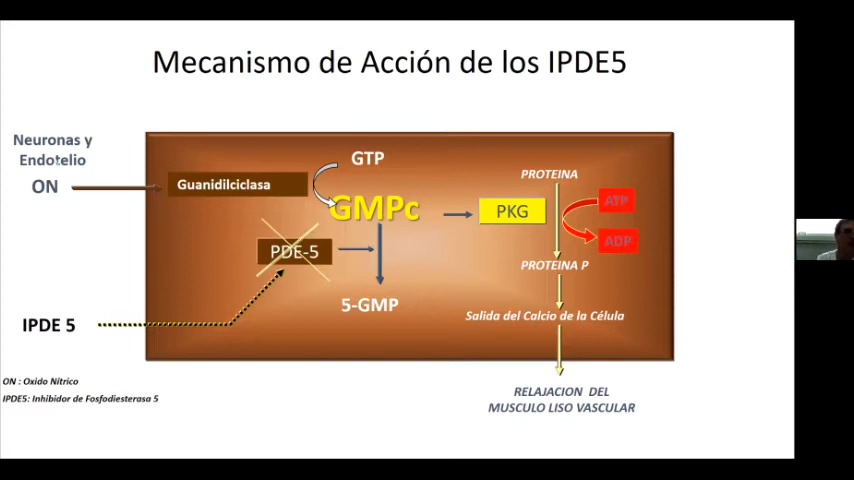 Mecanismo de Acción de los IPDE5
Neuronas y
Endotelio
ON
Guanidilciclasa
GTP
GMPc
PDE-5
5-GMP
PKG
PROTEINA
ATP
ADP
PROTEINA P
Salida del Calcio de la Célula
IPDE 5
RELAJACION DEL
MUSCULO LISO VASCULAR
ON : Oxido Nítrico
IPDE5: Inhibidor de Fosfodiesterasa 5